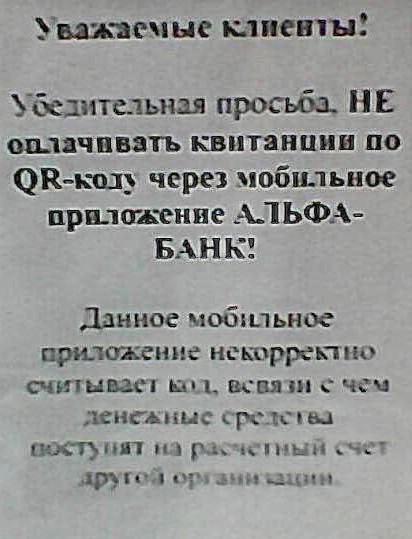 Уважаемые клиенты!
Убедительная просьба, НЕ
оплачивать квитанции по
QR-коду через мобильное
приложение АЛЬФА-
БАНК!
Данное мобильное
приложение некорректно
считывает код, всвязи с чем
денежные средства
поступят на расчетный счет
другой организации.